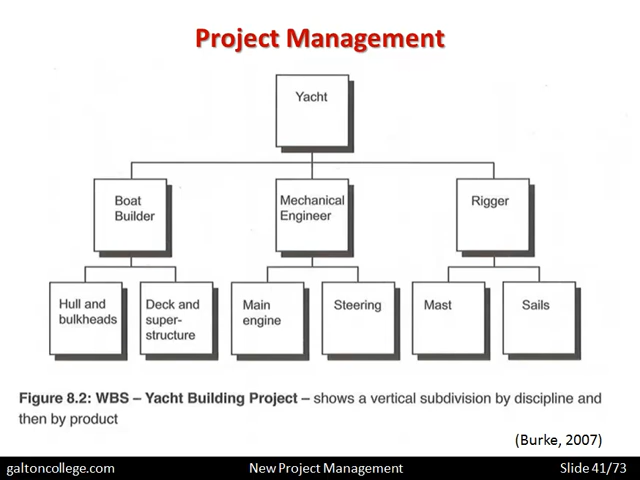 Project Management
Yacht
Boat
Builder
Mechanical
Engineer
Rigger
Hull and
bulkheads
Deck and
super-
structure
Main
engine
Steering
Mast
Sails
Figure 8.2: WBS – Yacht Building Project – shows a vertical subdivision by discipline and
then by product
(Burke, 2007)
galtoncollege.com New Project Management Slide 41/73